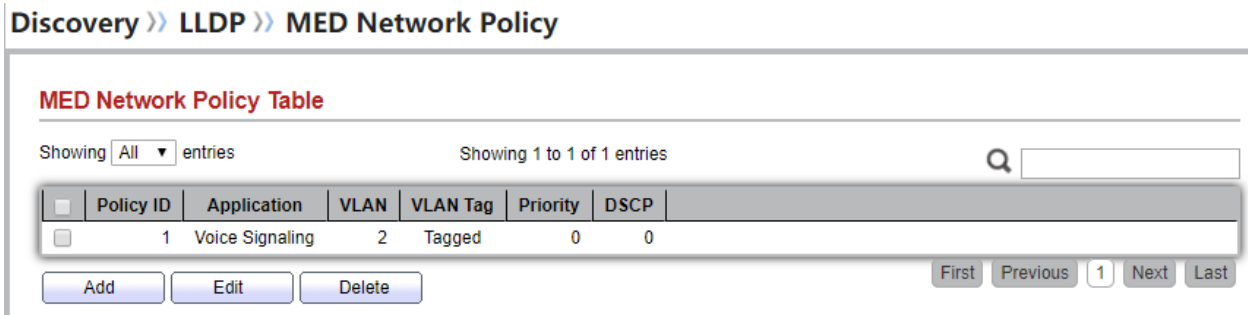 Discovery 》 LLDP 》 MED Network Policy
MED Network Policy Table
Showing All ▼ entries Showing 1 to 1 of 1 entries
Policy ID Application VLAN VLAN Tag Priority DSCP
1 Voice Signaling 2 Tagged 0 0
Add Edit Delete First Previous 1 Next Last